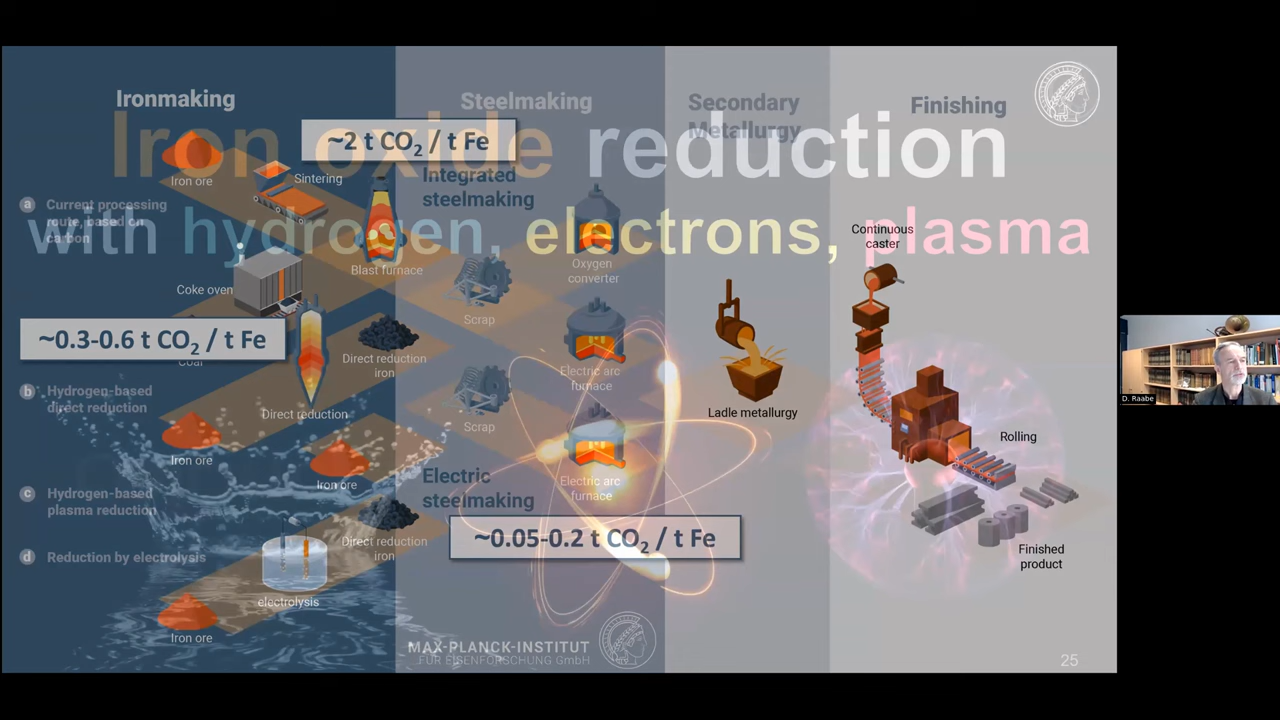 Ironmaking
Steelmaking
Secondary
Metallurgy
Finishing
Iron oxide reduction
with hydrogen, electrons, plasma
~2 t CO₂ / t Fe
Iron ore
Sintering
Integrated
steelmaking
a Current processing
route, based on
carbon
Blast furnace
Oxygen
converter
Continuous
caster
Coke oven
Scrap
~0.3-0.6 t CO₂ / t Fe
Coal
Direct reduction
iron
Electric arc
furnace
b Hydrogen-based
direct reduction
Direct reduction
Ladle metallurgy
D. Raabe
Scrap
Rolling
Iron ore
Iron ore
Electric
steelmaking
Electric arc
furnace
c Hydrogen-based
plasma reduction
~0.05-0.2 t CO₂ / t Fe
Direct reduction
iron
d Reduction by electrolysis
Finished
product
electrolysis
Iron ore
MAX-PLANCK-INSTITUT
FÜR EISENFORSCHUNG GmbH
25